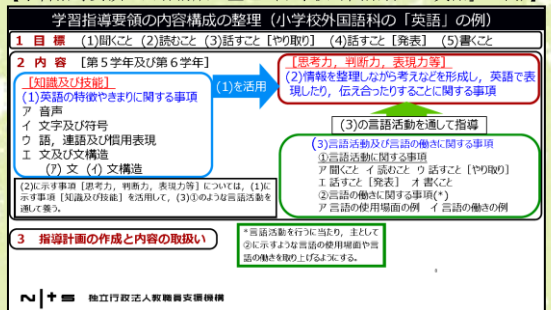 学習指導要領の内容構成の整理（小学校外国語科の「英語」の例）
1 目 標 (1)聞くこと (2)読むこと (3)話すこと［やり取り］ (4)話すこと［発表］ (5)書くこと
2 内 容 ［第５学年及び第６学年］
［知識及び技能］
(1)英語の特徴やきまりに関する事項
ア 音声
イ 文字及び符号
ウ 語，連語及び慣用表現
エ 文及び文構造
(ア) 文 (イ) 文構造
(1)を活用
［思考力，判断力，表現力等］
(2)情報を整理しながら考えなどを形成し，英語で表
現したり，伝え合ったりすることに関する事項
(3)の言語活動を通して指導
(3)言語活動及び言語の働きに関する事項
①言語活動に関する事項
ア 聞くこと イ 読むこと ウ 話すこと［やり取り］
エ 話すこと［発表］ オ 書くこと
②言語の働きに関する事項(*)
ア 言語の使用場面の例 イ 言語の働きの例
(2)に示す事項［思考力，判断力，表現力等］については，(1)に
示す事項［知識及び技能］を活用して，(3)①のような言語活動を
通して養う。
3 指導計画の作成と内容の取扱い
*言語活動を行うに当たり，主として
②に示すような言語の使用場面や言
語の働きを取り上げるようにする。
NITS 独立行政法人教職員支援機構